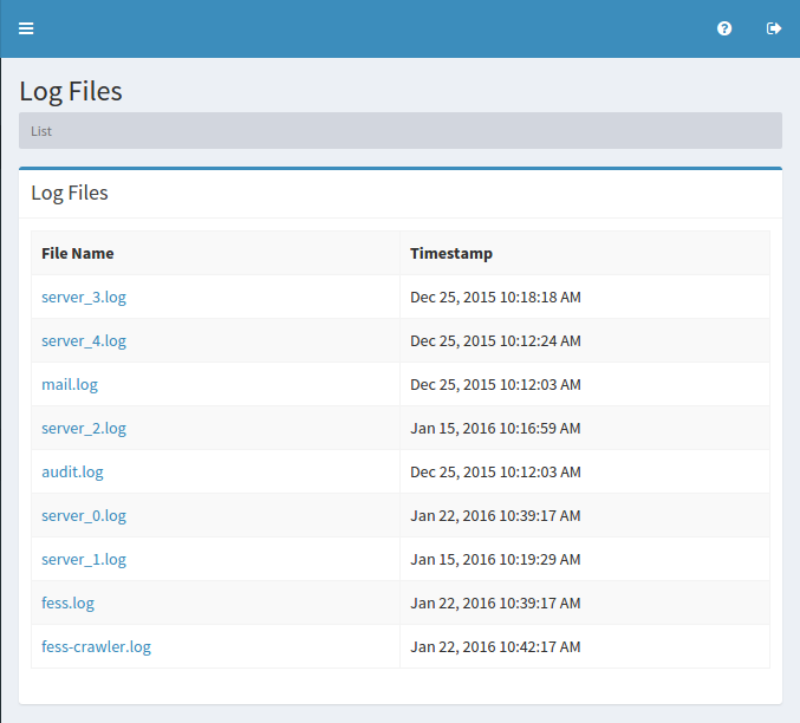 Log Files
List
Log Files
File Name Timestamp
server_3.log Dec 25, 2015 10:18:18 AM
server_4.log Dec 25, 2015 10:12:24 AM
mail.log Dec 25, 2015 10:12:03 AM
server_2.log Jan 15, 2016 10:16:59 AM
audit.log Dec 25, 2015 10:12:03 AM
server_0.log Jan 22, 2016 10:39:17 AM
server_1.log Jan 15, 2016 10:19:29 AM
fess.log Jan 22, 2016 10:39:17 AM
fess-crawler.log Jan 22, 2016 10:42:17 AM